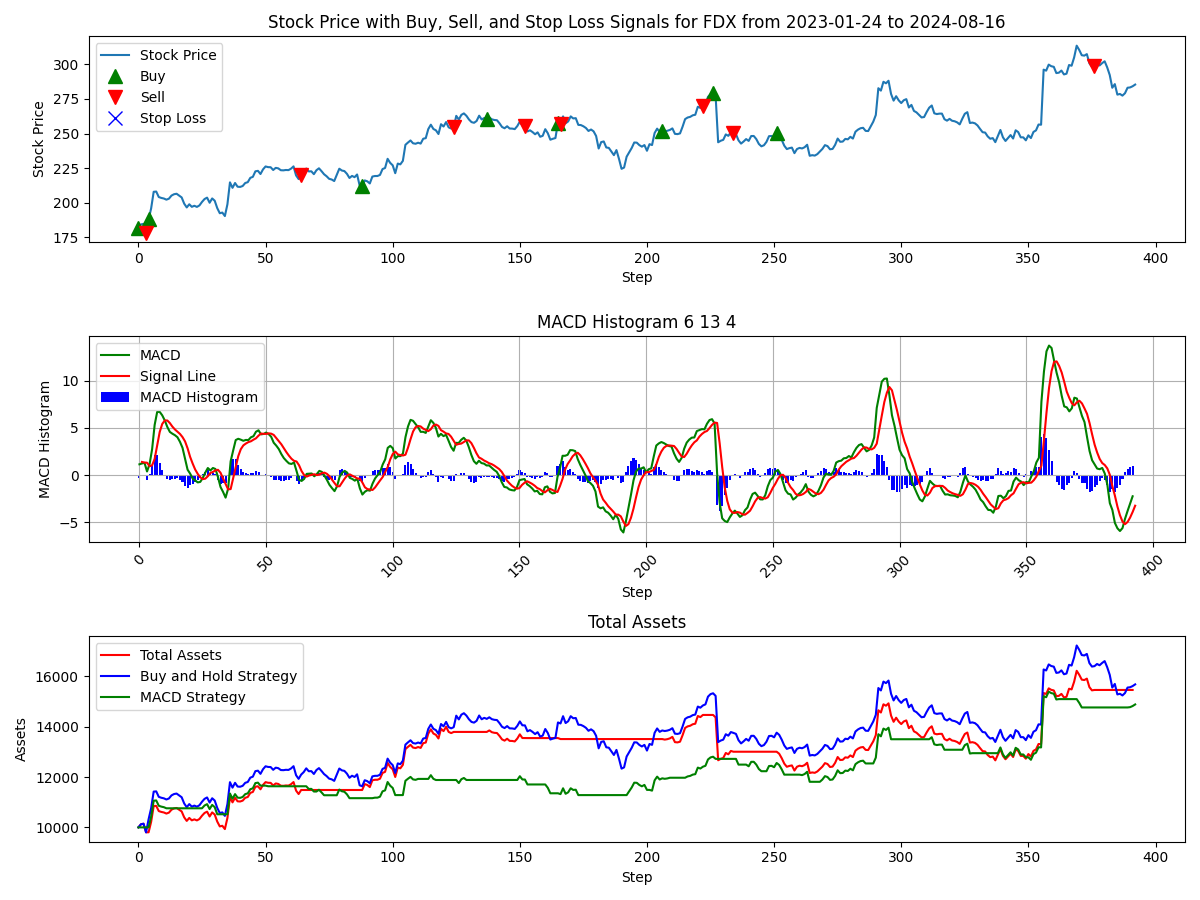 Stock Price with Buy, Sell, and Stop Loss Signals for FDX from 2023-01-24 to 2024-08-16
Stock Price
Stock Price
Buy
Sell
Stop Loss
300
275
250
225
200
175
0 50 100 150 200 250 300 350 400
Step
MACD Histogram 6 13 4
MACD Histogram
MACD
Signal Line
MACD Histogram
10
5
0
−5
0 50 100 150 200 250 300 350 400
Step
Total Assets
Assets
Total Assets
Buy and Hold Strategy
MACD Strategy
16000
14000
12000
10000
0 50 100 150 200 250 300 350 400
Step